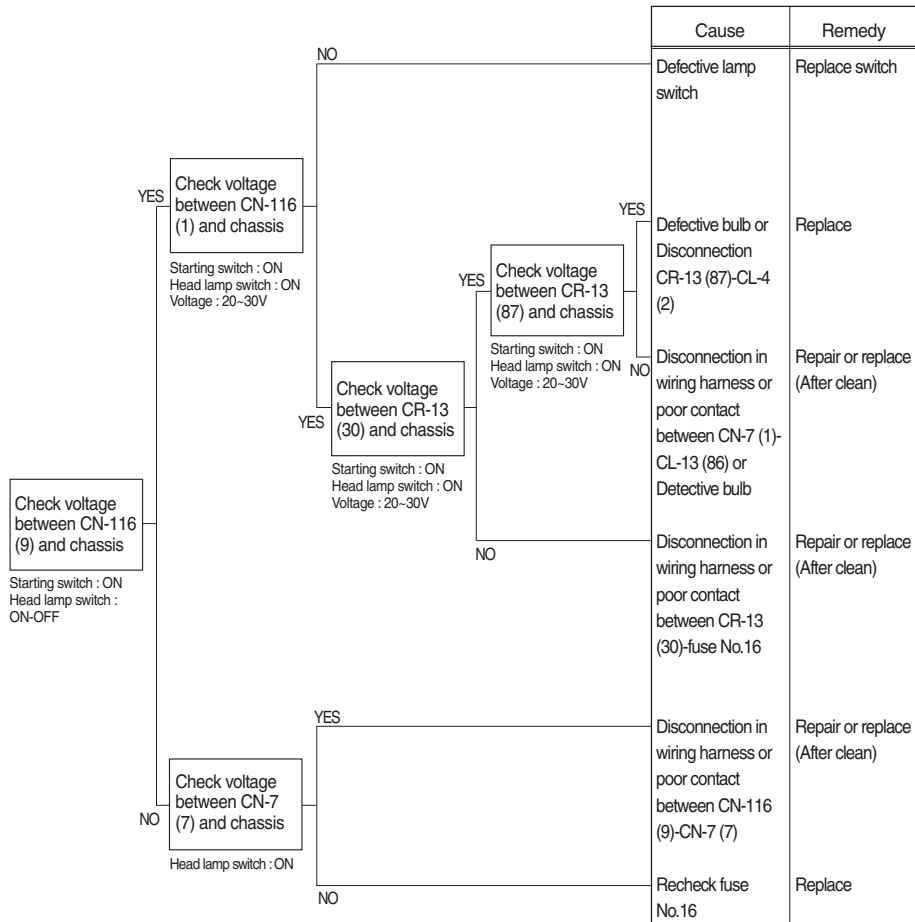 Cause
Remedy
NO
Defective lamp
switch
Replace switch
YES
Check voltage
between CN-116
(1) and chassis
Starting switch : ON
Head lamp switch : ON
Voltage : 20~30V
YES
Defective bulb or
Disconnection
CR-13 (87)-CL-4
(2)
Replace
YES
Check voltage
between CR-13
(87) and chassis
Starting switch : ON
Head lamp switch : ON
Voltage : 20~30V
NO
Disconnection in
wiring harness or
poor contact
between CN-7 (1)-
CL-13 (86) or
Detective bulb
Repair or replace
(After clean)
YES
Check voltage
between CR-13
(30) and chassis
Starting switch : ON
Head lamp switch : ON
Voltage : 20~30V
Check voltage
between CN-116
(9) and chassis
Starting switch : ON
Head lamp switch :
ON-OFF
NO
Disconnection in
wiring harness or
poor contact
between CR-13
(30)-fuse No.16
Repair or replace
(After clean)
YES
Disconnection in
wiring harness or
poor contact
between CN-116
(9)-CN-7 (7)
Repair or replace
(After clean)
NO
Check voltage
between CN-7
(7) and chassis
Head lamp switch : ON
NO
Recheck fuse
No.16
Replace